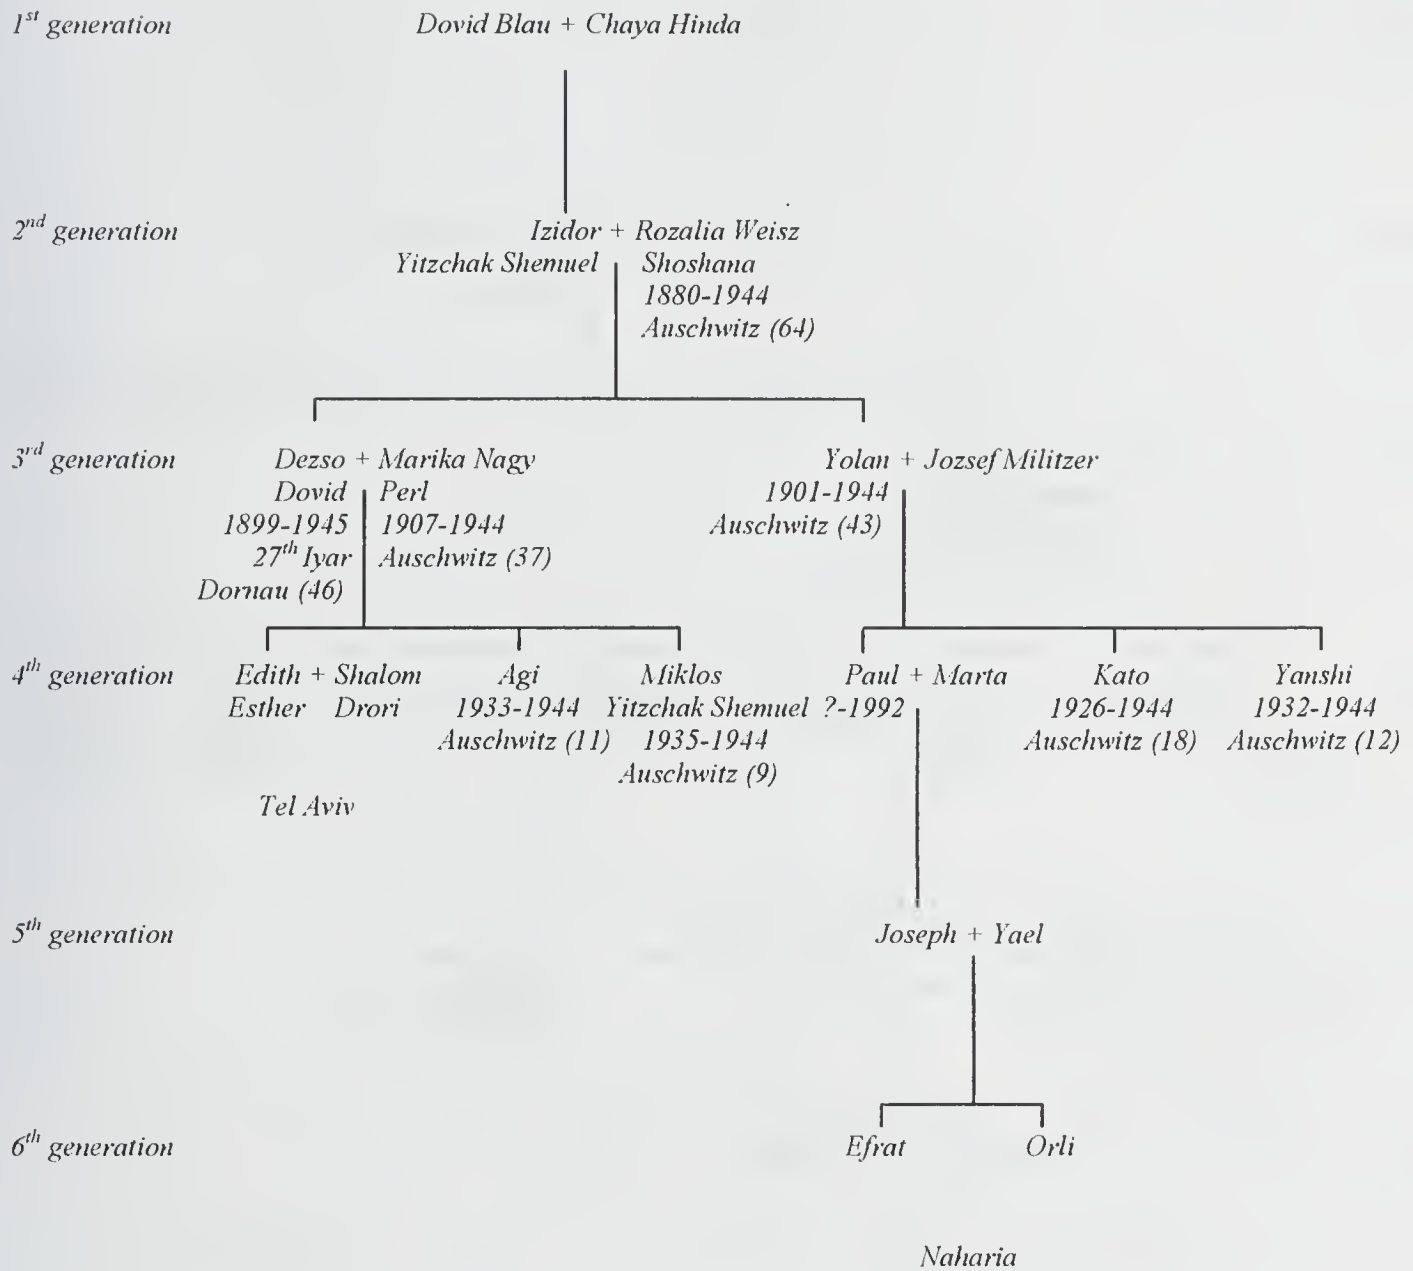 1st generation Dovid Blau + Chaya Hinda
2nd generation Izidor + Rozalia Weisz
Yitzchak Shemuel Shoshana
1880-1944
Auschwitz (64)
3rd generation Dezso + Marika Nagy Yolan + Jozsef Militzer
Dovid Perl 1901-1944
1899-1945 1907-1944 Auschwitz (43)
27th Iyar Auschwitz (37)
Dornau (46)
4th generation Edith + Shalom Agi Miklos Paul + Marta Kato Yanshi
Esther Drori 1933-1944 Yitzchak Shemuel ?-1992 1926-1944 1932-1944
Auschwitz (11) 1935-1944 Auschwitz (18) Auschwitz (12)
Auschwitz (9)
Tel Aviv
5th generation Joseph + Yael
6th generation Efrat Orli
Naharia